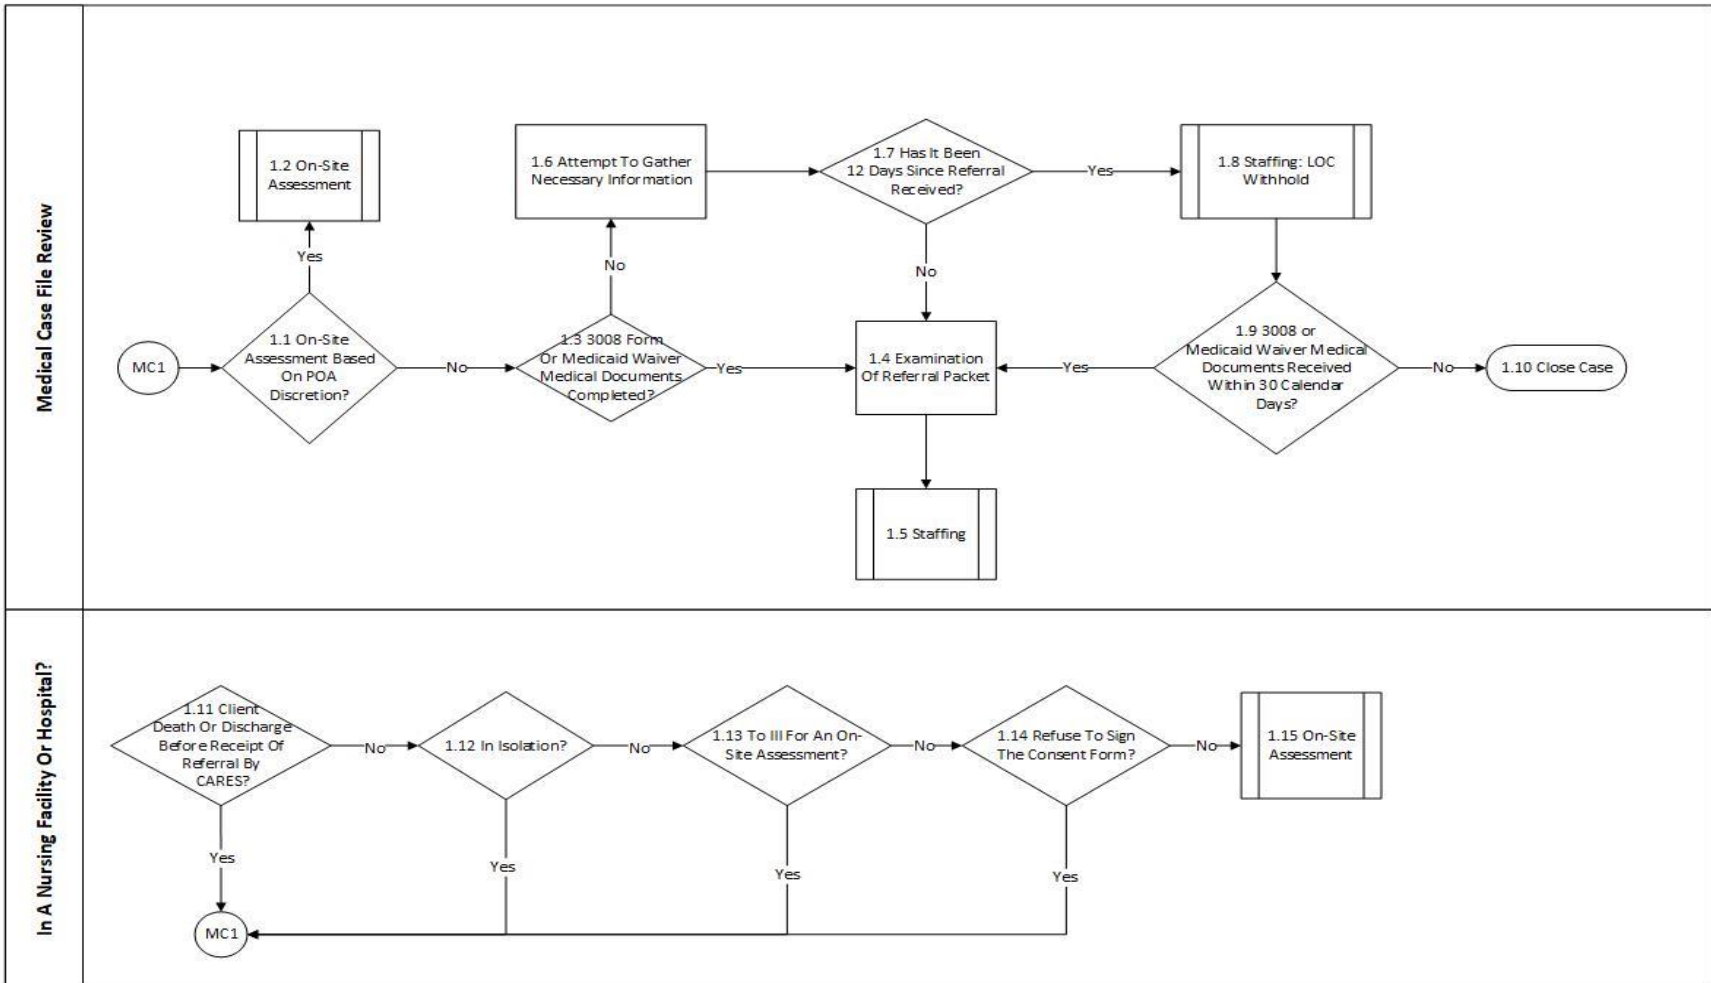 Medical Case File Review
1.2 On-Site
Assessment
1.6 Attempt To Gather
Necessary Information
1.7 Has It Been
12 Days Since Referral
Received?
Yes
1.8 Staffing: LOC
Withhold
Yes
No
No
MC1
1.1 On-Site
Assessment Based
On POA
Discretion?
No
1.3 3008 Form
Or Medicaid Waiver
Medical Documents
Completed?
Yes
1.4 Examination
Of Referral Packet
Yes
1.9 3008 or
Medicaid Waiver Medical
Documents Received
Within 30 Calendar
Days?
No
1.10 Close Case
1.5 Staffing
In A Nursing Facility Or Hospital?
1.11 Client
Death Or Discharge
Before Receipt Of
Referral By
CARES?
No
1.12 In Isolation?
No
1.13 To Ill For An On-
Site Assessment?
No
1.14 Refuse To Sign
The Consent Form?
No
1.15 On-Site
Assessment
Yes
Yes
Yes
Yes
MC1